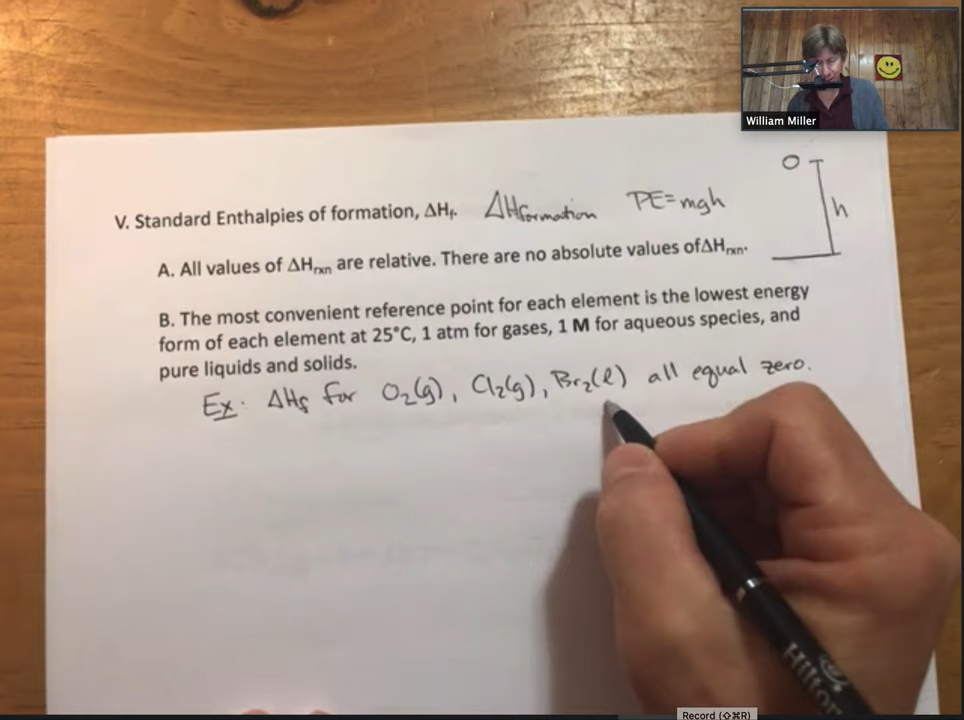 William Miller
O
h
V. Standard Enthalpies of formation, ΔHf. ΔHformation PE=mgh
A. All values of ΔHrxn are relative. There are no absolute values ofΔHrxn.
B. The most convenient reference point for each element is the lowest energy
form of each element at 25°C, 1 atm for gases, 1 M for aqueous species, and
pure liquids and solids.
Ex: ΔHf for O2(g), Cl2(g), Br2(l) all equal zero.
Hilton
Record (⇧⌘R)